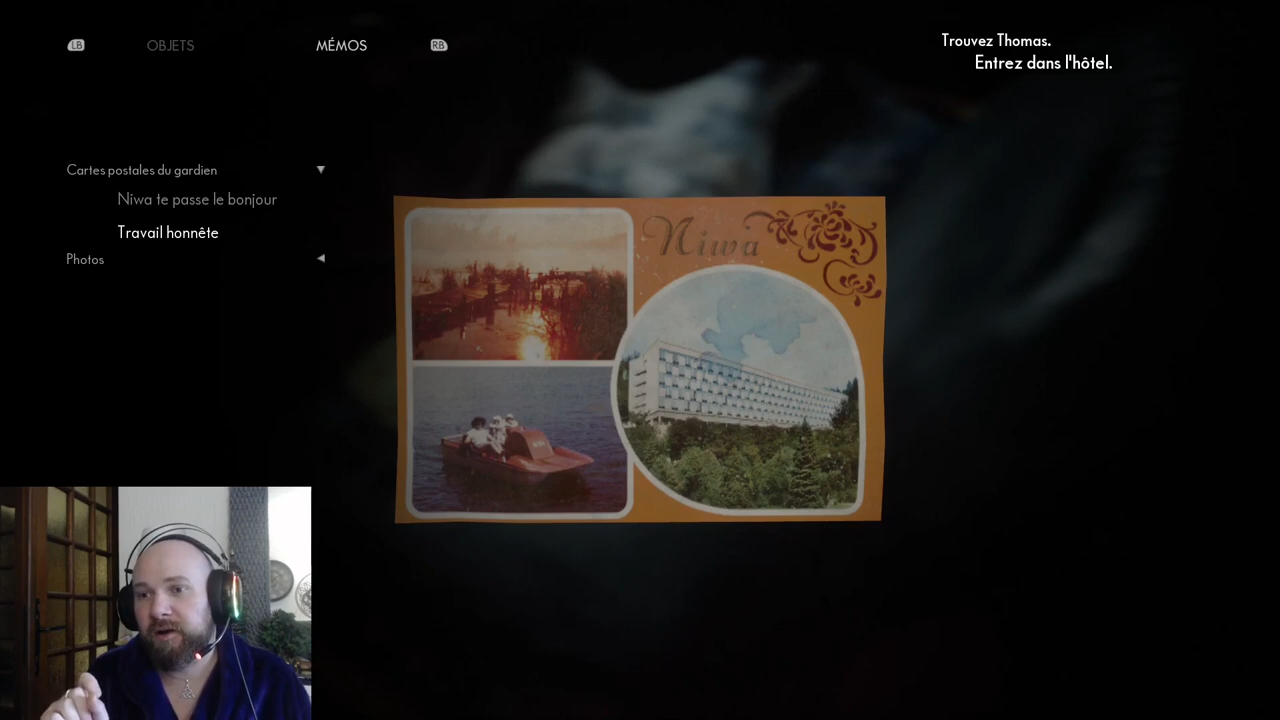 LB
OBJETS
MÉMOS
RB
Trouvez Thomas.
Entrez dans l'hôtel.
Cartes postales du gardien
Niwa te passe le bonjour
Travail honnête
Photos
Niwa